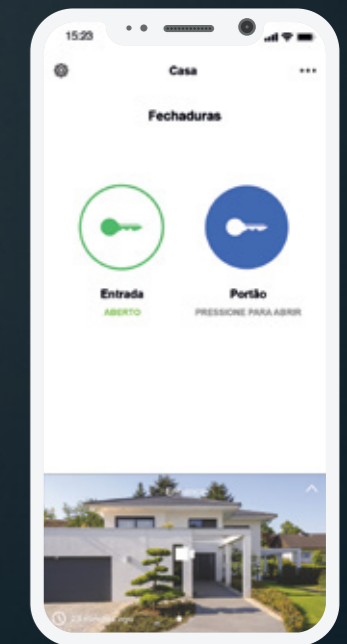 15:23
Casa
Fechaduras
Entrada
Portão
ABERTO
PRESSIONE PARA ABRIR